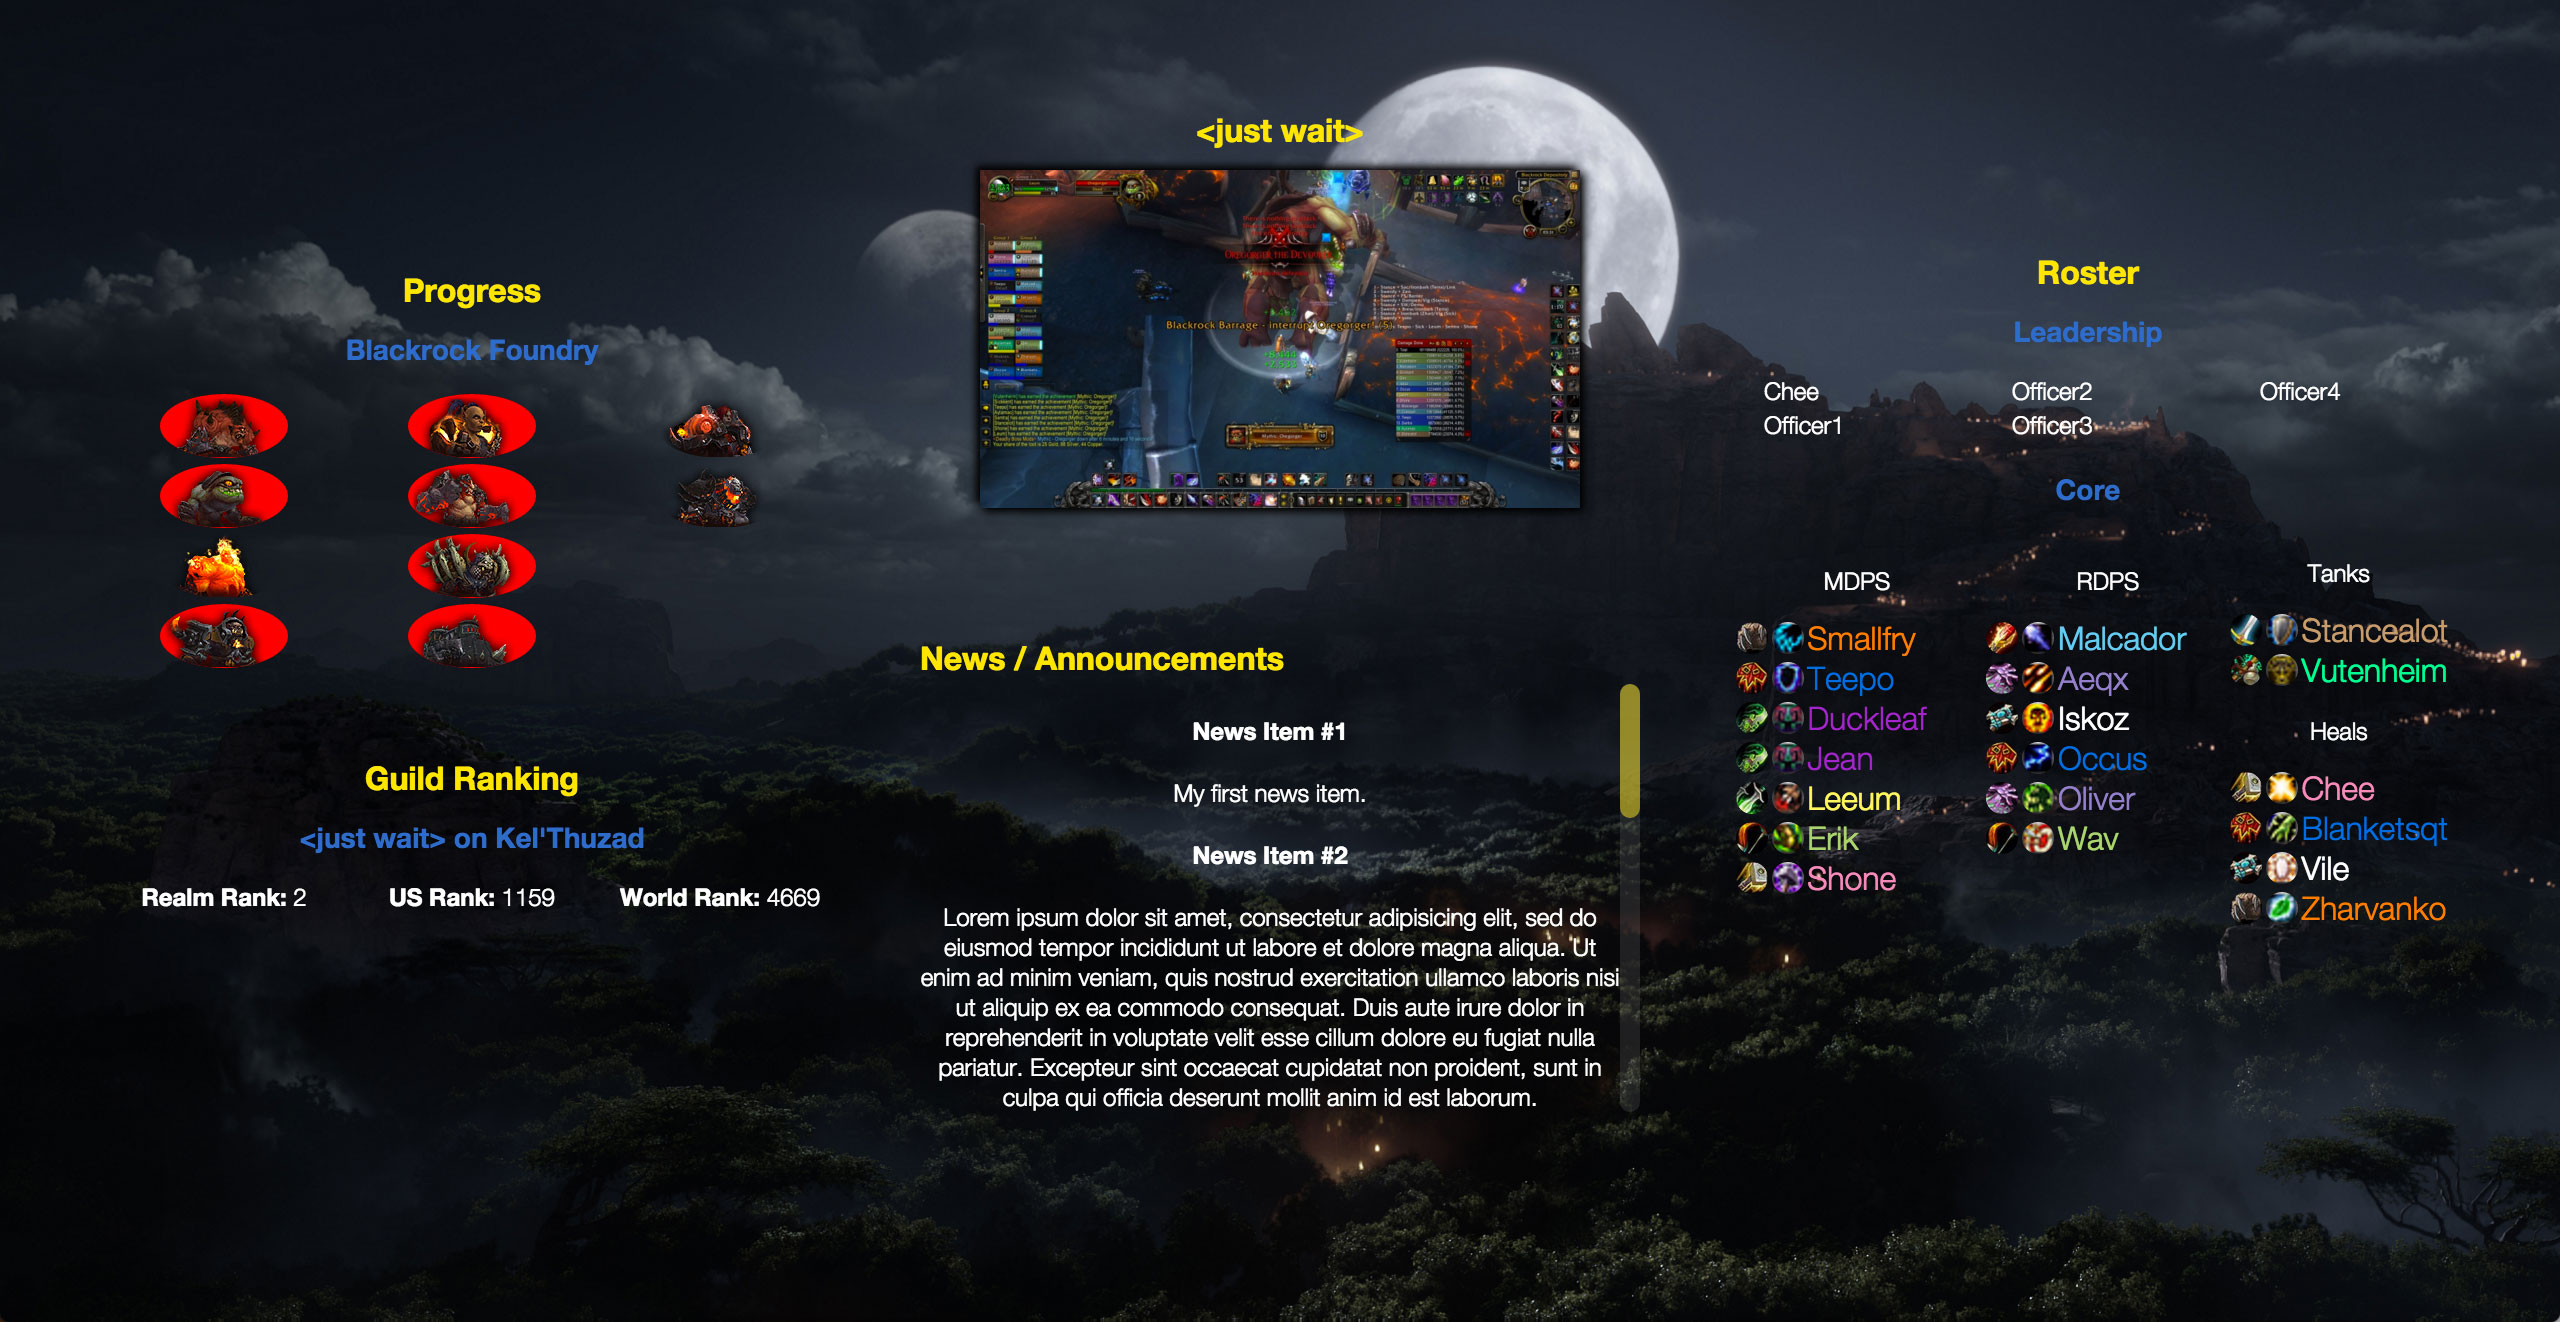 <just wait>
Blackrock Barrage - interrupt Oregorger! (5)
Progress
Blackrock Foundry
Guild Ranking
<just wait> on Kel'Thuzad
Realm Rank: 2
US Rank: 1159
World Rank: 4669
News / Announcements
News Item #1
My first news item.
News Item #2
Lorem ipsum dolor sit amet, consectetur adipisicing elit, sed do
eiusmod tempor incididunt ut labore et dolore magna aliqua. Ut
enim ad minim veniam, quis nostrud exercitation ullamco laboris nisi
ut aliquip ex ea commodo consequat. Duis aute irure dolor in
reprehenderit in voluptate velit esse cillum dolore eu fugiat nulla
pariatur. Excepteur sint occaecat cupidatat non proident, sunt in
culpa qui officia deserunt mollit anim id est laborum.
Roster
Leadership
Chee
Officer1
Officer2
Officer3
Officer4
Core
MDPS
Smallfry
Teepo
Duckleaf
Jean
Leeum
Erik
Shone
RDPS
Malcador
Aeqx
Iskoz
Occus
Oliver
Wav
Tanks
Stancealot
Vutenheim
Heals
Chee
Blanketsqt
Vile
Zharvanko